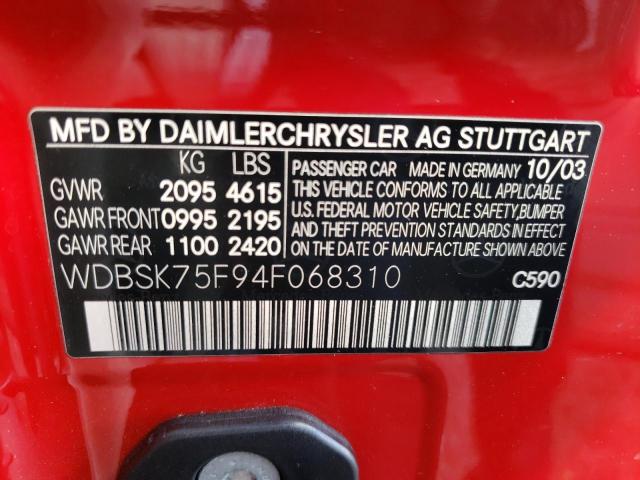 MFD BY DAIMLERCHRYSLER AG STUTTGART
KG LBS
GVWR 2095 4615
GAWR FRONT 0995 2195
GAWR REAR 1100 2420
PASSENGER CAR MADE IN GERMANY 10/03
THIS VEHICLE CONFORMS TO ALL APPLICABLE
U.S. FEDERAL MOTOR VEHICLE SAFETY, BUMPER
AND THEFT PREVENTION STANDARDS IN EFFECT
ON THE DATE OF MANUFACTURE SHOWN ABOVE.
WDBSK75F94F068310
C590